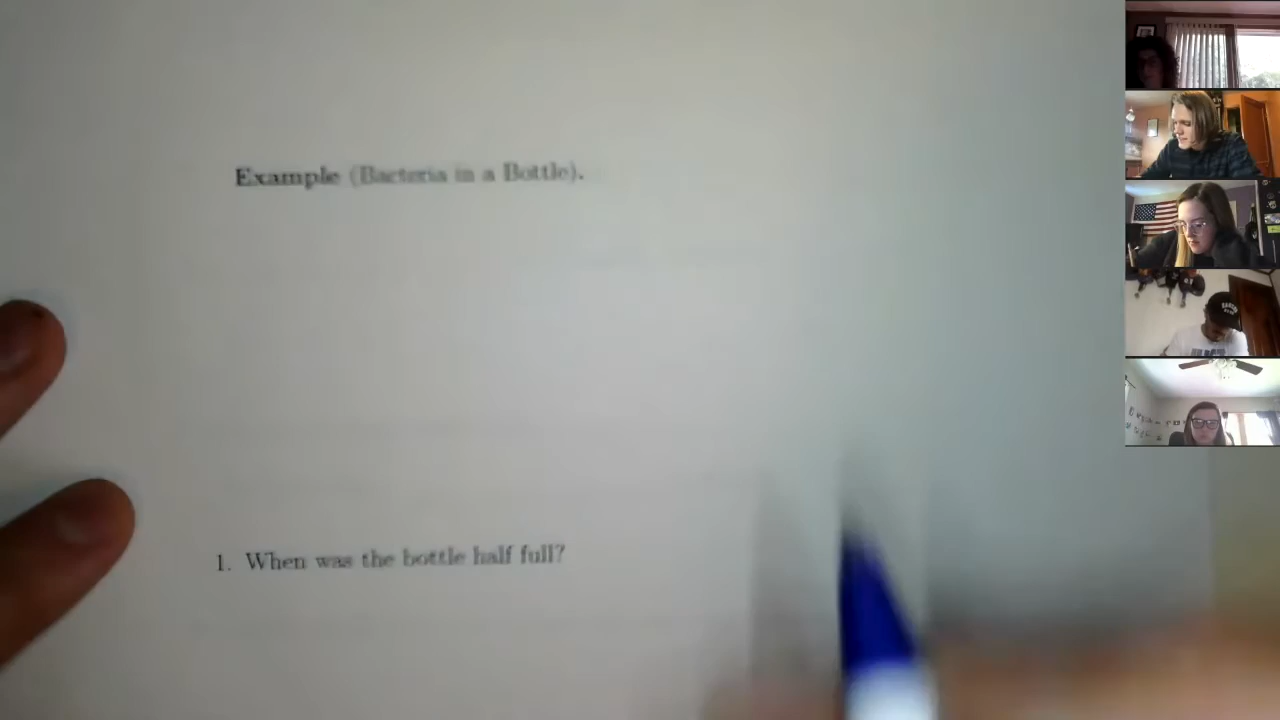 Example (Bacteria in a Bottle).
1. When was the bottle half full?